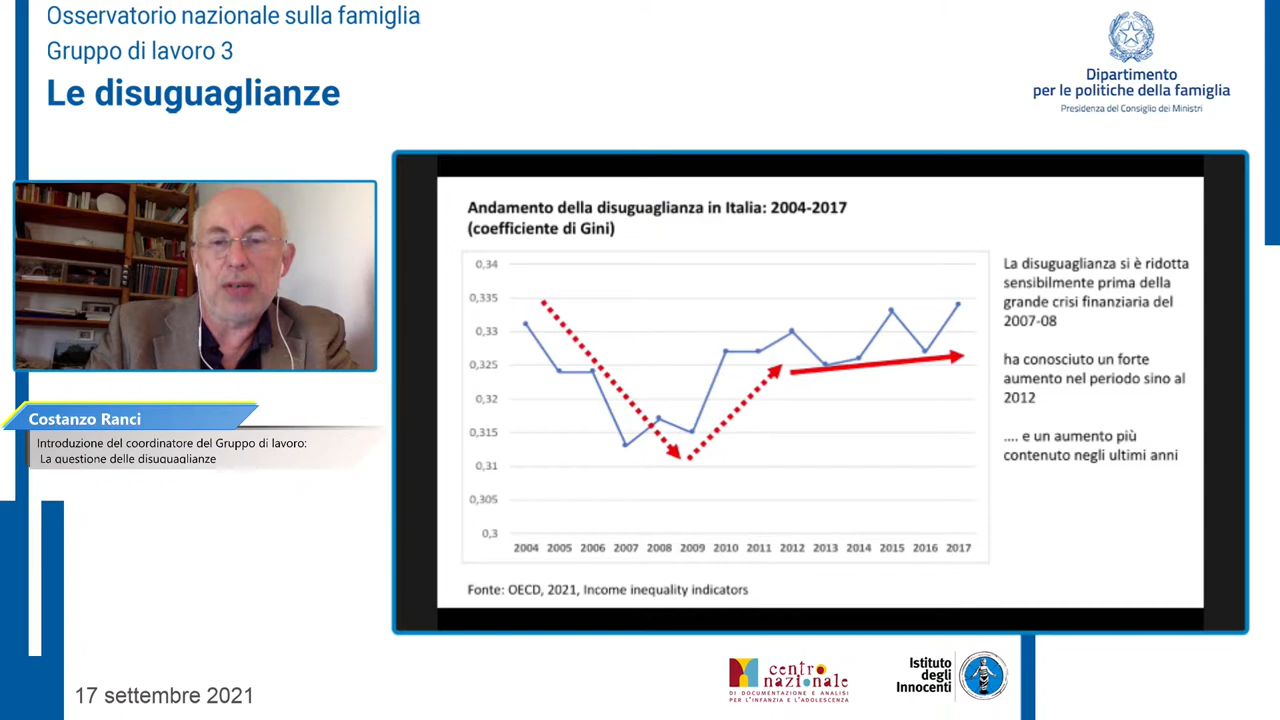 Osservatorio nazionale sulla famiglia
Gruppo di lavoro 3
Le disuguaglianze
Dipartimento
per le politiche della famiglia
Presidenza del Consiglio dei Ministri
Costanzo Ranci
Introduzione del coordinatore del Gruppo di lavoro:
La questione delle disuguaglianze
Andamento della disuguaglianza in Italia: 2004-2017
(coefficiente di Gini)
0,34
0,335
0,33
0,325
0,32
0,315
0,31
0,305
0,3
2004 2005 2006 2007 2008 2009 2010 2011 2012 2013 2014 2015 2016 2017
La disuguaglianza si è ridotta
sensibilmente prima della
grande crisi finanziaria del
2007-08
ha conosciuto un forte
aumento nel periodo sino al
2012
.... e un aumento più
contenuto negli ultimi anni
Fonte: OECD, 2021, Income inequality indicators
17 settembre 2021
centro
nazionale
DI DOCUMENTAZIONE E ANALISI
PER L'INFANZIA E L'ADOLESCENZA
Istituto
degli
Innocenti